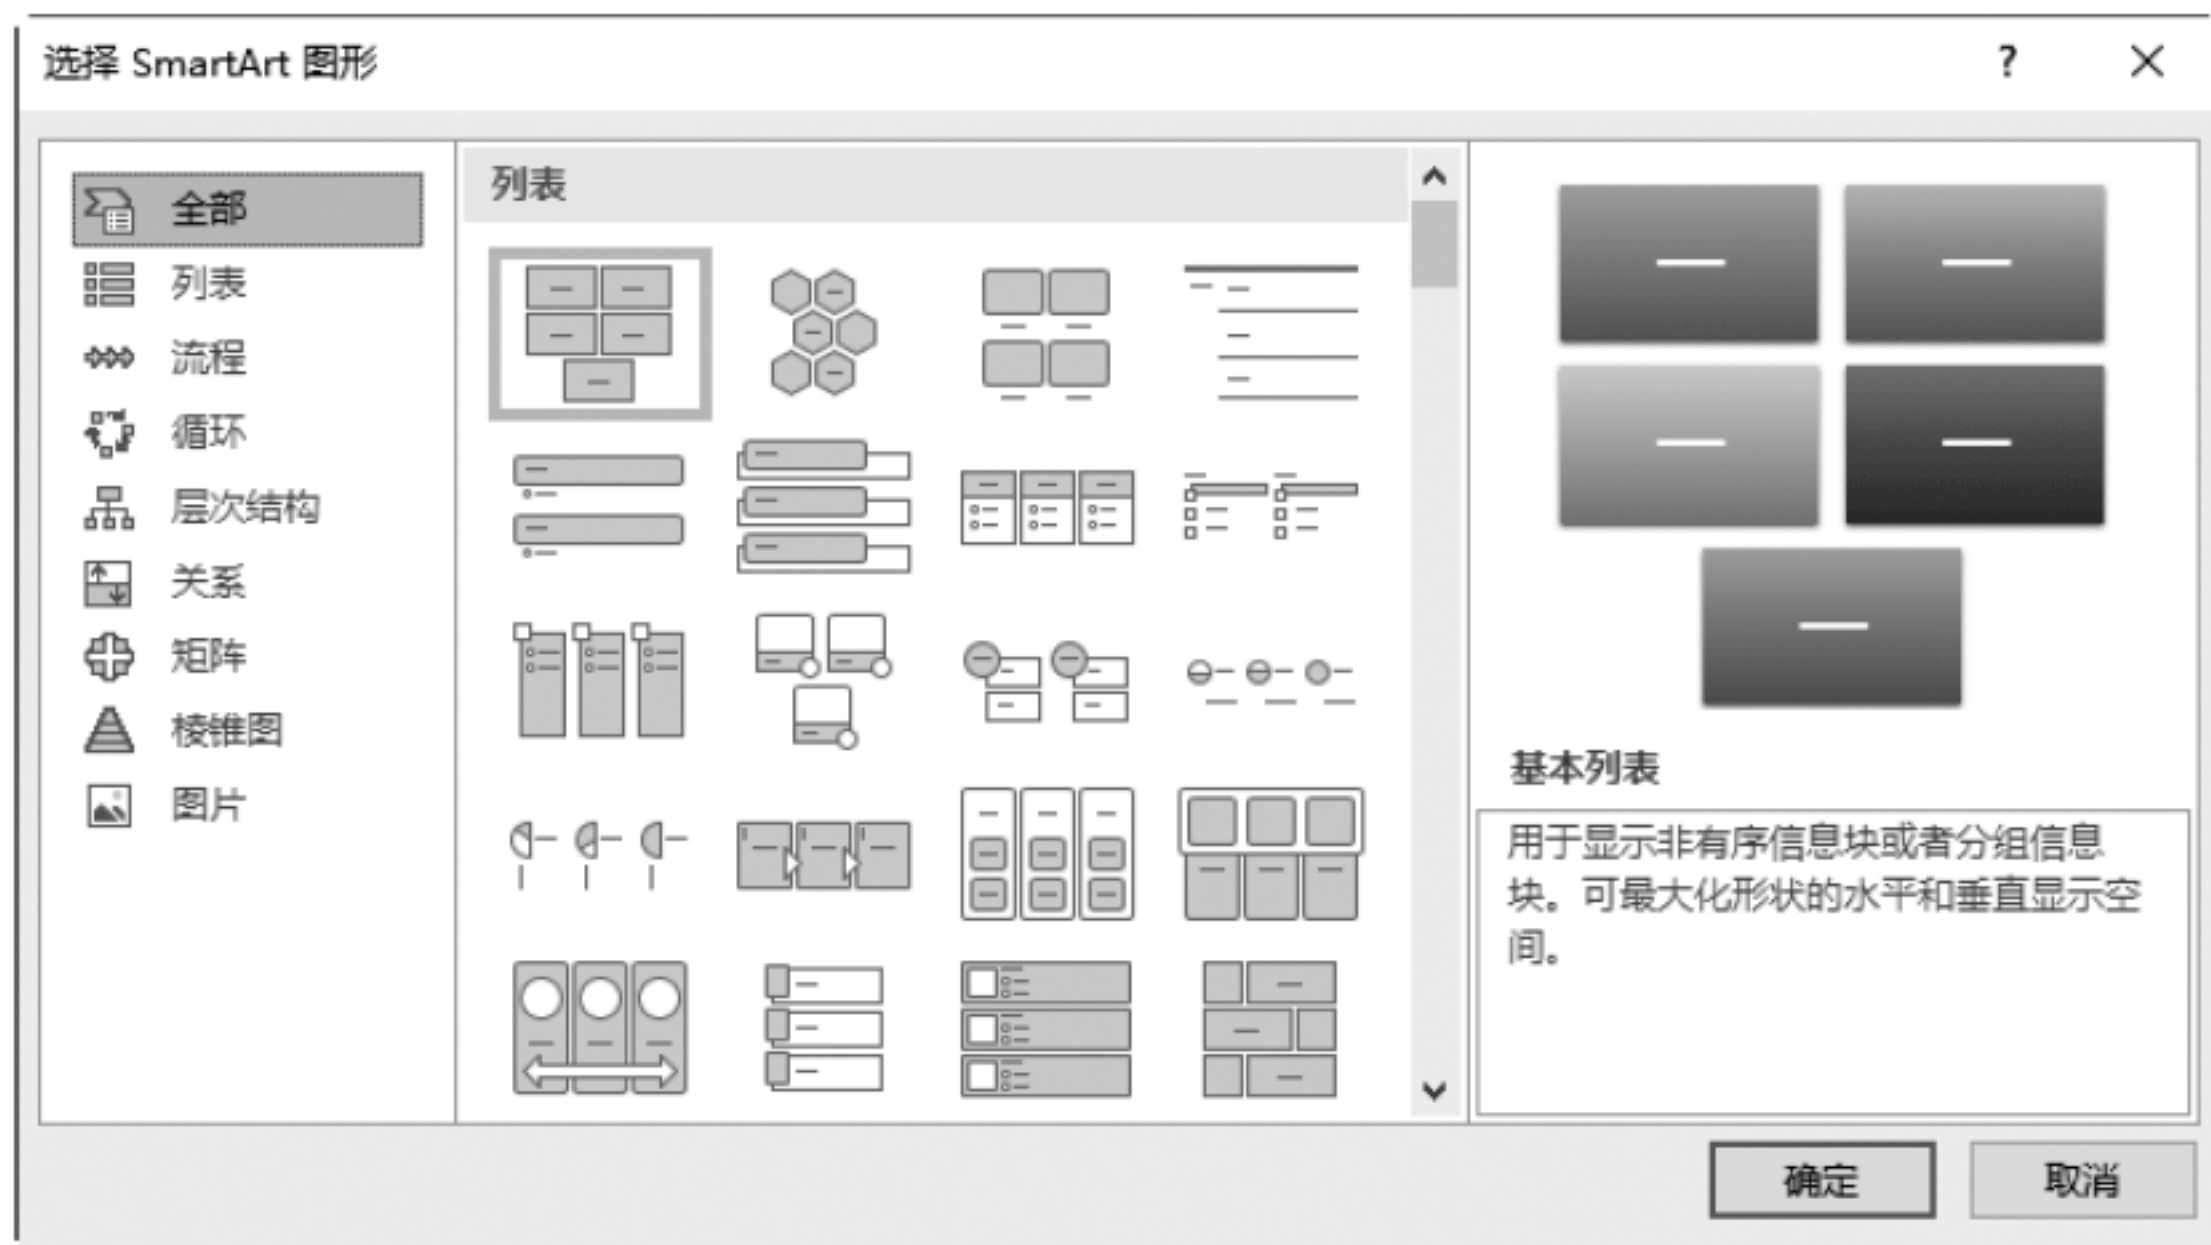 选择 SmartArt 图形
?
全部
列表
流程
循环
层次结构
关系
矩阵
棱锥图
图片
列表
基本列表
用于显示非有序信息块或者分组信息
块。可最大化形状的水平和垂直显示空
间。
确定
取消